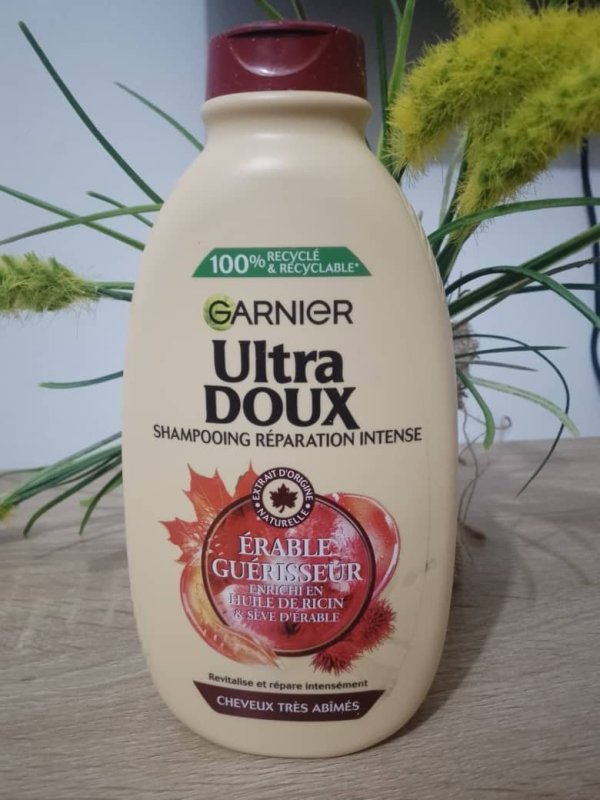 100% RECYCLÉ
& RECYCLABLE*
GARNIER
Ultra
DOUX
SHAMPOOING RÉPARATION INTENSE
EXTRAIT D'ORIGINE
NATURELLE
ÉRABLE
GUÉRISSEUR
ENRICHI EN
HUILE DE RICIN
& SÈVE D'ÉRABLE
Revitalise et répare intensément
CHEVEUX TRÈS ABÎMÉS